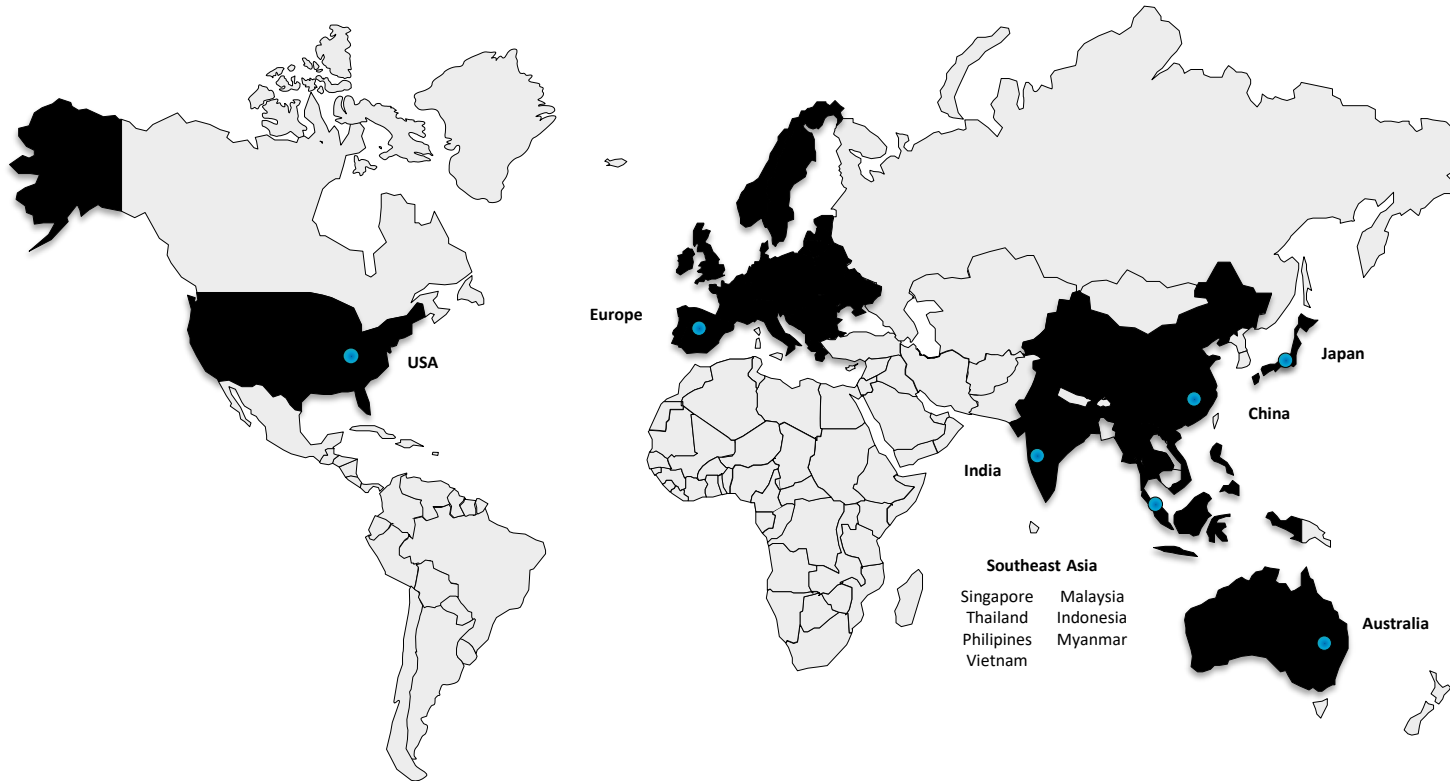 Europe
USA
Japan
China
India
Southeast Asia
Singapore Malaysia
Thailand Indonesia
Philipines Myanmar
Vietnam
Australia